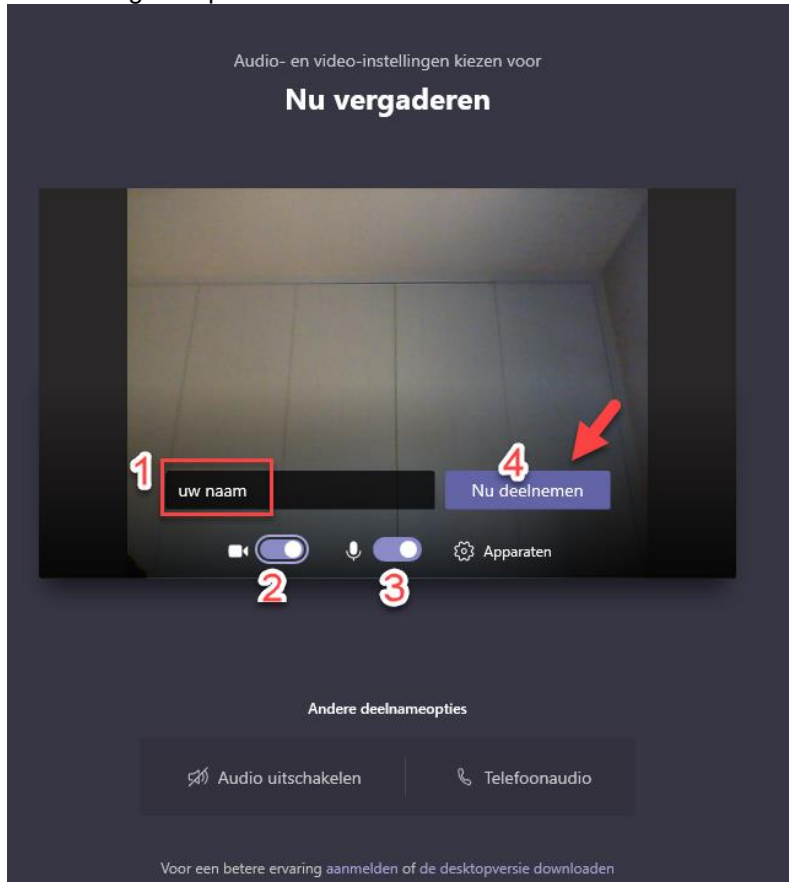 Audio- en video-instellingen kiezen voor
Nu vergaderen
1
4
uw naam
Nu deelnemen
Apparaten
2
3
Andere deelnameopties
Audio uitschakelen
Telefoonaudio
Voor een betere ervaring aanmelden of de desktopversie downloaden